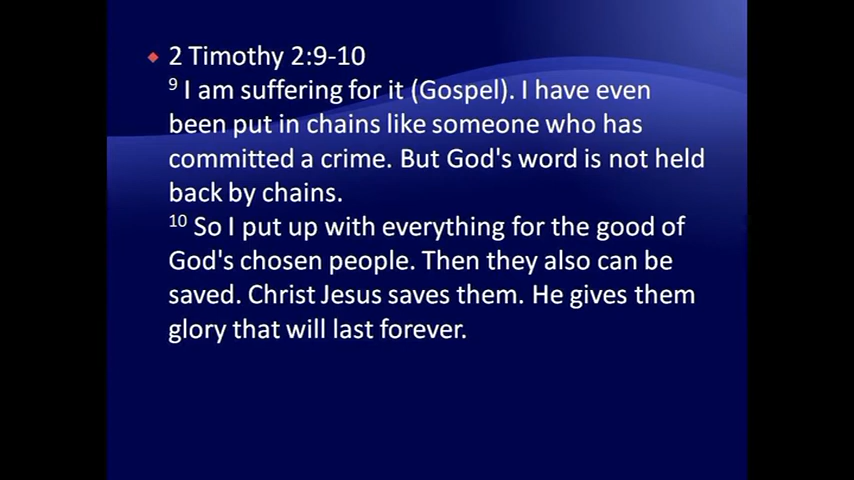 2 Timothy 2:9-10
9 I am suffering for it (Gospel). I have even
been put in chains like someone who has
committed a crime. But God's word is not held
back by chains.
10 So I put up with everything for the good of
God's chosen people. Then they also can be
saved. Christ Jesus saves them. He gives them
glory that will last forever.